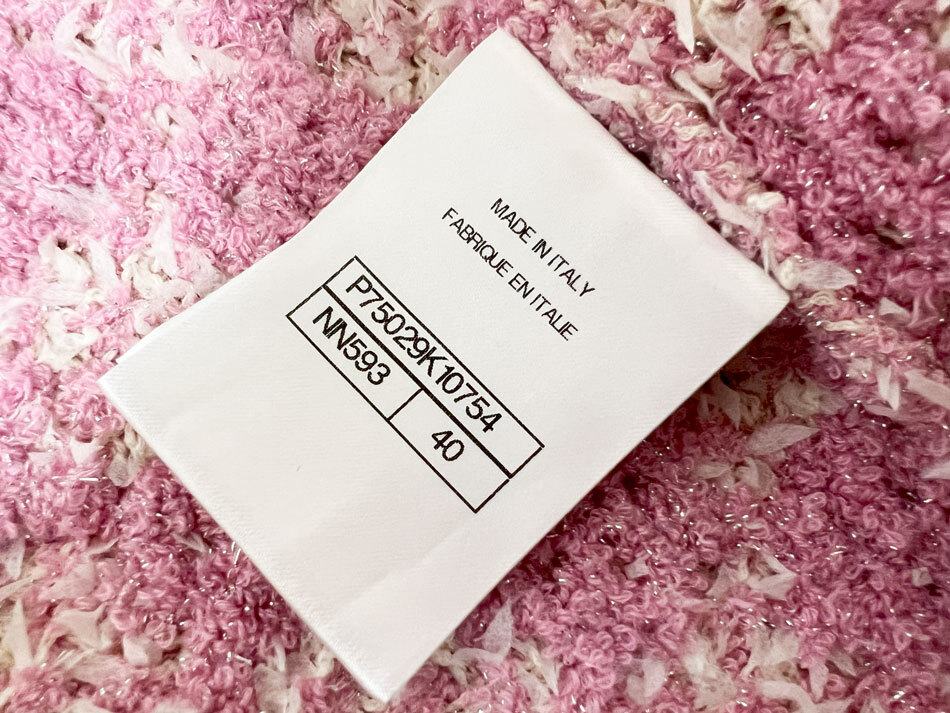 MADE IN ITALY
FABRIQUE EN ITALIE
P75029K10754
NN593 40